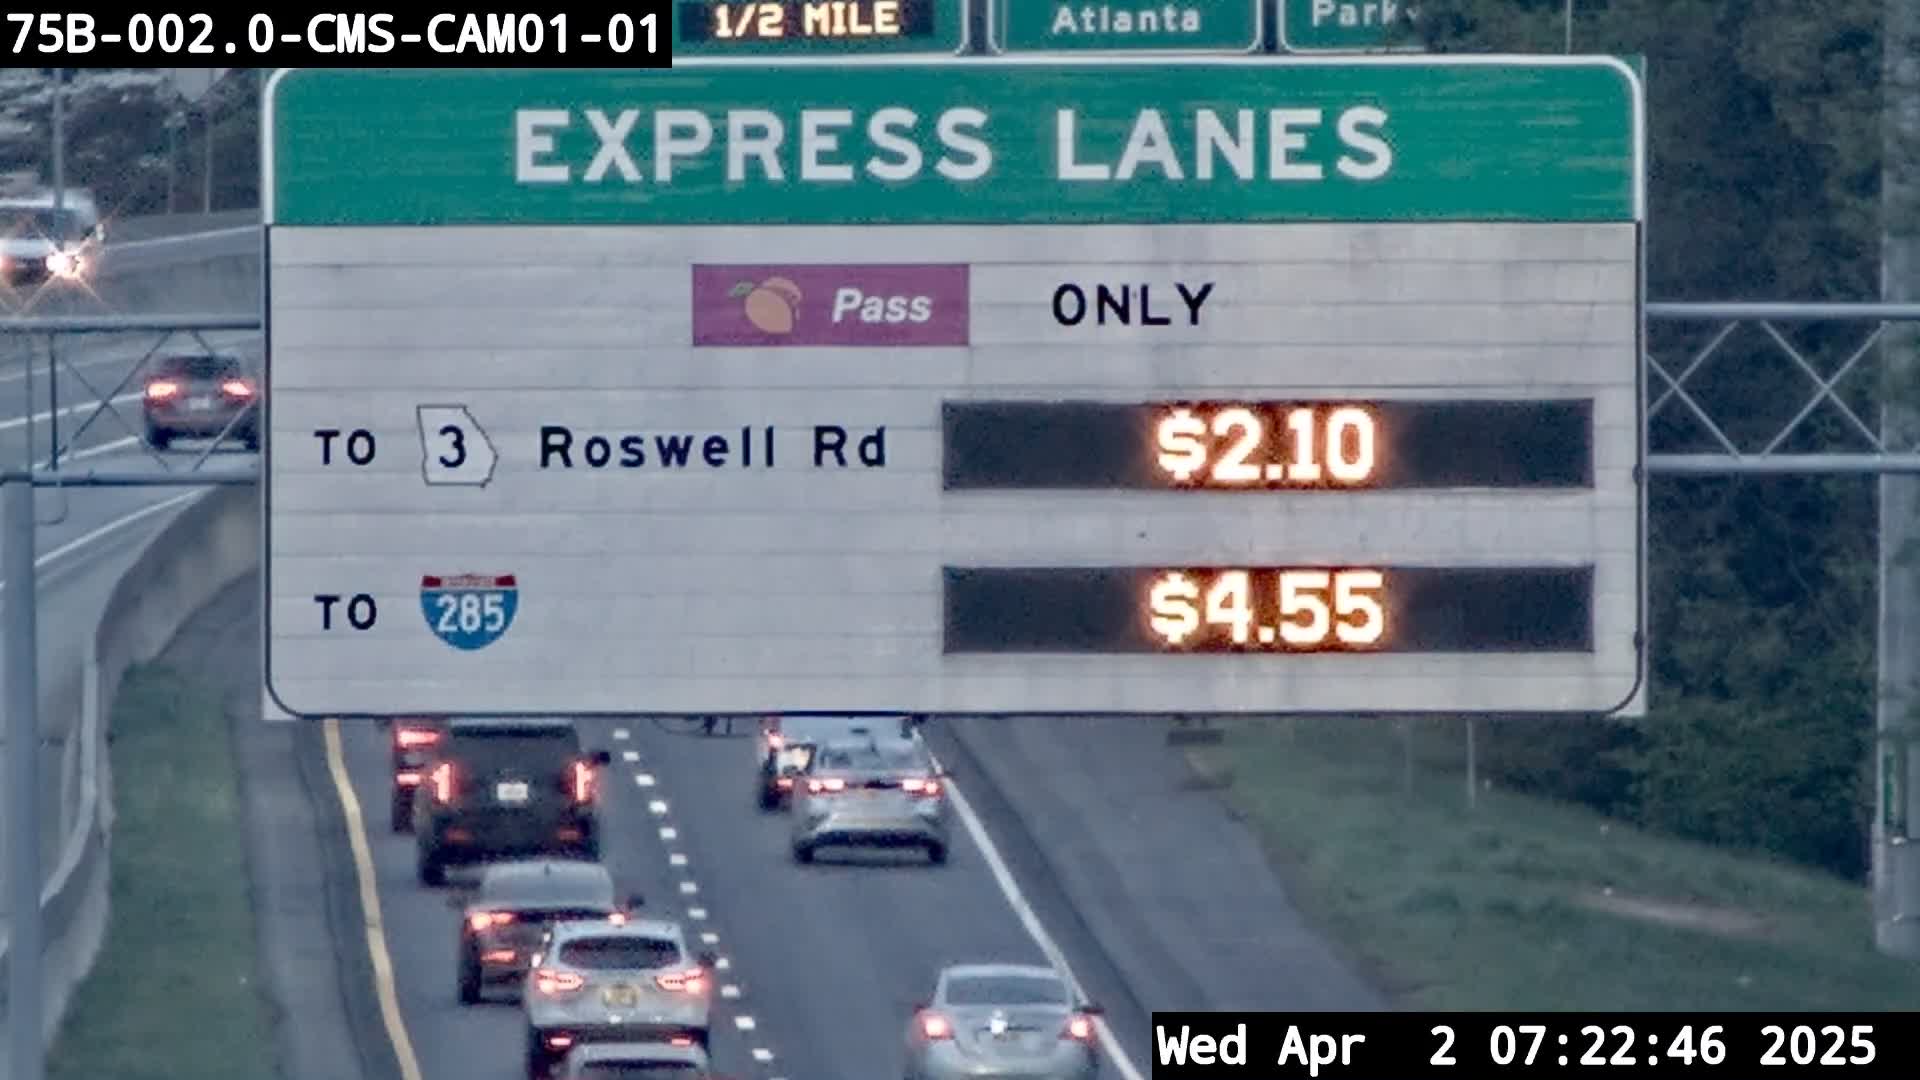 75B-002.0-CMS-CAM01-01
1/2 MILE
Atlanta
Park
EXPRESS LANES
Pass ONLY
TO 3 Roswell Rd $2.10
TO 285 $4.55
Wed Apr 2 07:22:46 2025